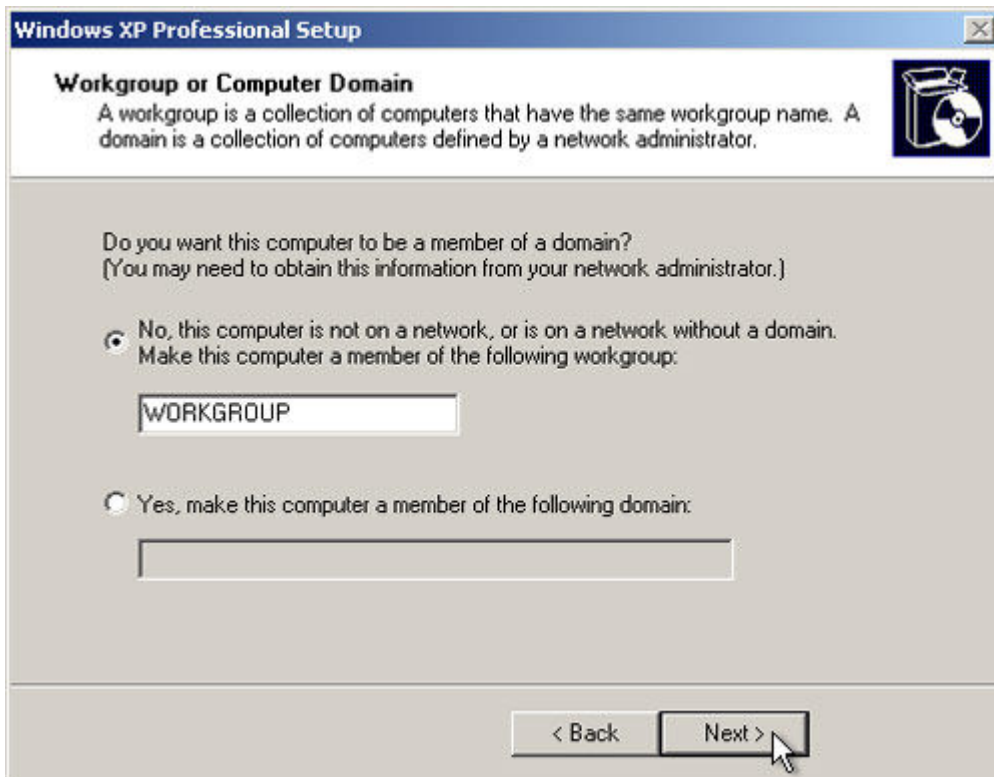 Windows XP Professional Setup
Workgroup or Computer Domain
A workgroup is a collection of computers that have the same workgroup name. A
domain is a collection of computers defined by a network administrator.
Do you want this computer to be a member of a domain?
(You may need to obtain this information from your network administrator.)
No, this computer is not on a network, or is on a network without a domain.
Make this computer a member of the following workgroup:
WORKGROUP
Yes, make this computer a member of the following domain:
< Back Next >